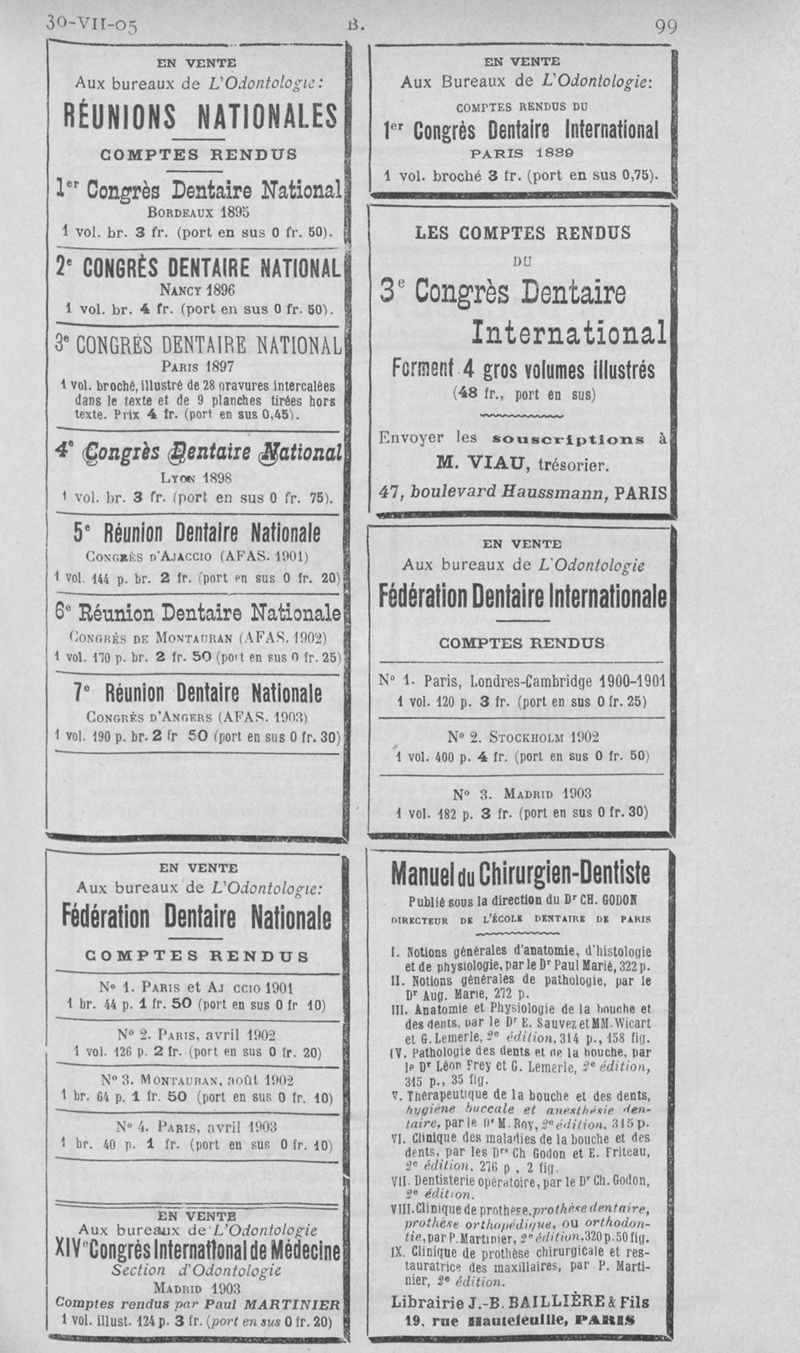 30-VII-05 B. 99
EN VENTE
Aux bureaux de L'Odontologie:
RÉUNIONS NATIONALES
COMPTES RENDUS
1er Congrès Dentaire National
BORDEAUX 1895
1 vol. br. 3 fr. (port en sus 0 fr. 50).
2e CONGRÈS DENTAIRE NATIONAL
NANCY 1896
1 vol. br. 4 fr. (port en sus 0 fr. 50).
3e CONGRÈS DENTAIRE NATIONAL
PARIS 1897
1 vol. broché, illustré de 28 gravures intercalées
dans le texte et de 9 planches tirées hors
texte. Prix 4 fr. (port en sus 0,45).
4e Congrès Dentaire National
LYON 1898
1 vol. br. 3 fr. (port en sus 0 fr. 75).
5e Réunion Dentaire Nationale
CONGRÈS D'AJACCIO (AFAS. 1901)
1 vol. 144 p. br. 2 fr. (port en sus 0 fr. 20)
6e Réunion Dentaire Nationale
CONGRÈS DE MONTAUBAN (AFAS. 1902)
1 vol. 170 p. br. 2 fr. 50 (port en sus 0 fr. 25)
7e Réunion Dentaire Nationale
CONGRÈS D'ANGERS (AFAS. 1903)
1 vol. 190 p. br. 2 fr 50 (port en sus 0 fr. 30)
EN VENTE
Aux bureaux de L'Odontologie:
Fédération Dentaire Nationale
COMPTES RENDUS
No 1. PARIS et AJ CCIO 1901
1 br. 44 p. 1 fr. 50 (port en sus 0 fr 10)
No 2. PARIS, avril 1902
1 vol. 126 p. 2 fr. (port en sus 0 fr. 20)
No 3. MONTAUBAN, août 1902
1 br. 64 p. 1 fr. 50 (port en sus 0 fr. 10)
No 4. PARIS, avril 1903
1 br. 40 p. 1 fr. (port en sus 0 fr. 10)
EN VENTE
Aux bureaux de L'Odontologie
XIVe Congrès International de Médecine
Section d'Odontologie
MADRID 1903
Comptes rendus par Paul MARTINIER
1 vol. illust. 124 p. 3 fr. (port en sus 0 fr. 20)
EN VENTE
Aux Bureaux de L'Odontologie:
COMPTES RENDUS DU
1er Congrès Dentaire International
PARIS 1889
1 vol. broché 3 fr. (port en sus 0,75).
LES COMPTES RENDUS
DU
3e Congrès Dentaire
International
Forment 4 gros volumes illustrés
(48 fr., port en sus)
Envoyer les souscriptions à
M. VIAU, trésorier.
47, boulevard Haussmann, PARIS
EN VENTE
Aux bureaux de L'Odontologie
Fédération Dentaire Internationale
COMPTES RENDUS
No 1. Paris, Londres-Cambridge 1900-1901
1 vol. 120 p. 3 fr. (port en sus 0 fr. 25)
No 2. STOCKHOLM 1902
1 vol. 400 p. 4 fr. (port en sus 0 fr. 50)
No 3. MADRID 1903
1 vol. 182 p. 3 fr. (port en sus 0 fr. 30)
Manuel du Chirurgien-Dentiste
Publié sous la direction du Dr CH. GODON
DIRECTEUR DE L'ÉCOLE DENTAIRE DE PARIS
I. Notions générales d'anatomie, d'histologie
et de physiologie, par le Dr Paul Marié, 322 p.
II. Notions générales de pathologie, par le
Dr Aug. Marie, 272 p.
III. Anatomie et Physiologie de la bouche et
des dents, par le Dr E. Sauvez et MM. Wicart
et G. Lemerle, 2e édition, 314 p., 158 fig.
IV. Pathologie des dents et de la bouche, par
le Dr Léon Frey et G. Lemerle, 2e édition,
315 p., 35 fig.
V. Thérapeutique de la bouche et des dents,
hygiène buccale et anesthésie den-
taire, par le Dr M. Roy, 2e édition, 315 p.
VI. Clinique des maladies de la bouche et des
dents, par les Drs Ch Godon et E. Friteau,
2e édition, 276 p, 2 fig.
VII. Dentisterie opératoire, par le Dr Ch. Godon,
2e édition.
VIII. Clinique de prothèse, prothèse dentaire,
prothèse orthopédique, ou orthodon-
tie, par P. Martinier, 2e édition, 320 p. 50 fig.
IX. Clinique de prothèse chirurgicale et res-
tauratrice des maxillaires, par P. Marti-
nier, 2e édition.
Librairie J.-B. BAILLIÈRE & Fils
19, rue Hautefeuille, PARIS